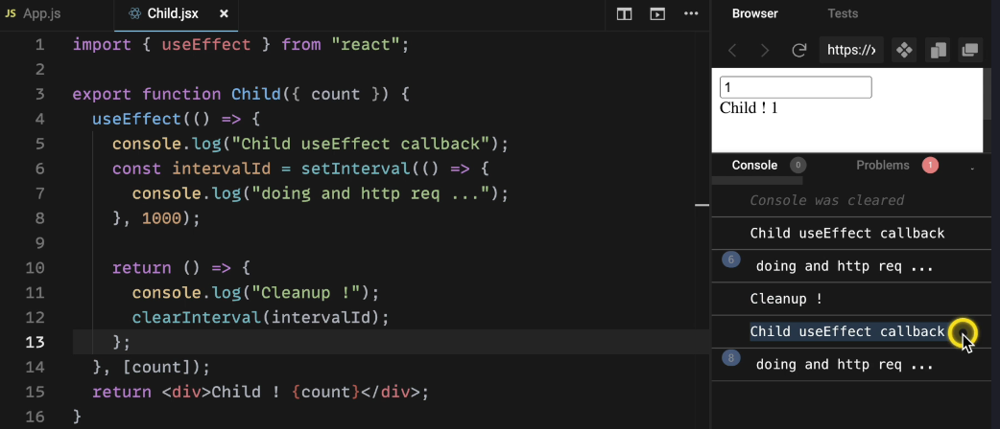 JS App.js
Child.jsx
1 import { useEffect } from "react";
2
3 export function Child({ count }) {
4 useEffect(() => {
5 console.log("Child useEffect callback");
6 const intervalId = setInterval(() => {
7 console.log("doing and http req ...");
8 }, 1000);
9
10 return () => {
11 console.log("Cleanup !");
12 clearInterval(intervalId);
13 };
14 }, [count]);
15 return <div>Child ! {count}</div>;
16 }
Browser Tests
https://x
1
Child ! 1
Console 0 Problems 1
Console was cleared
Child useEffect callback
6 doing and http req ...
Cleanup !
Child useEffect callback
8 doing and http req ...